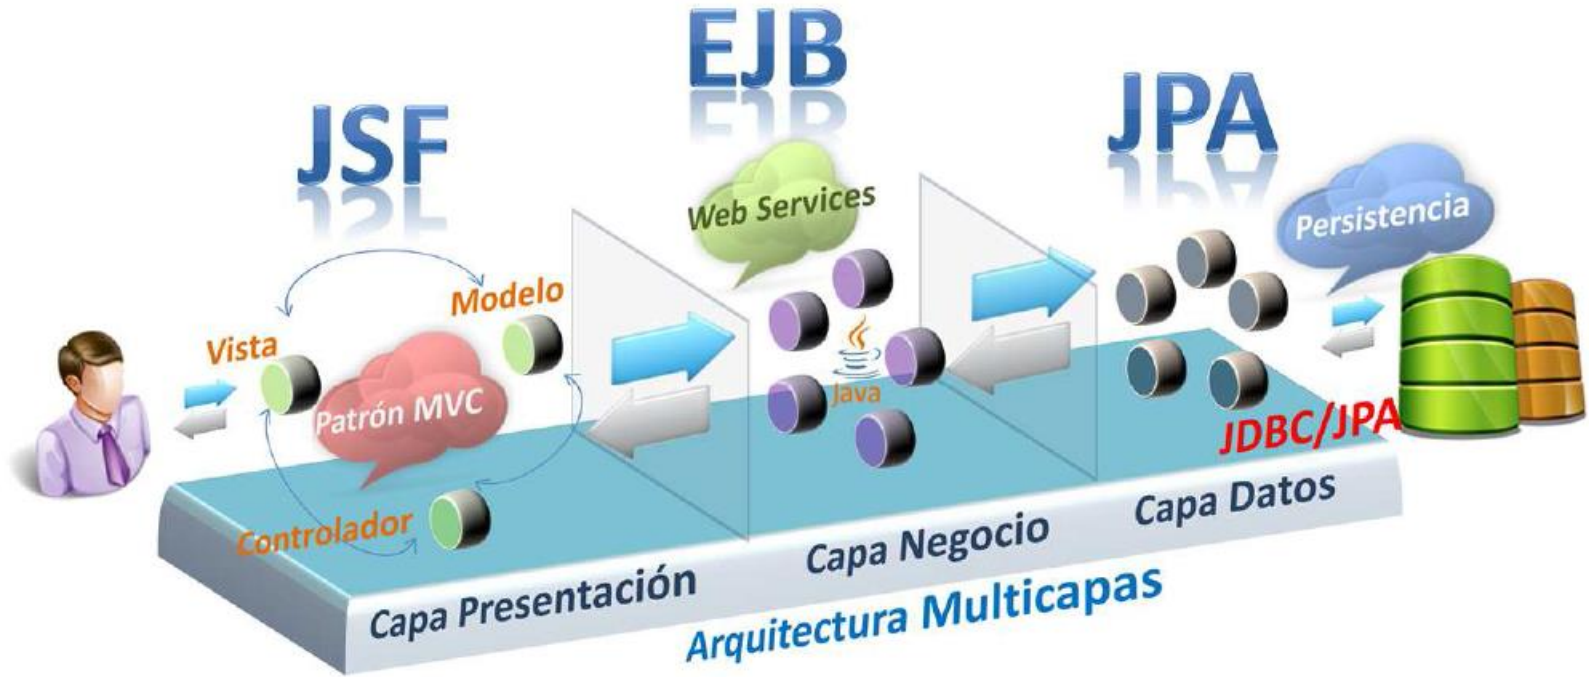 EJB
JSF
JPA
Web Services
Persistencia
Modelo
Vista
Patrón MVC
Java
JDBC/JPA
Controlador
Capa Presentación
Capa Negocio
Capa Datos
Arquitectura Multicapas